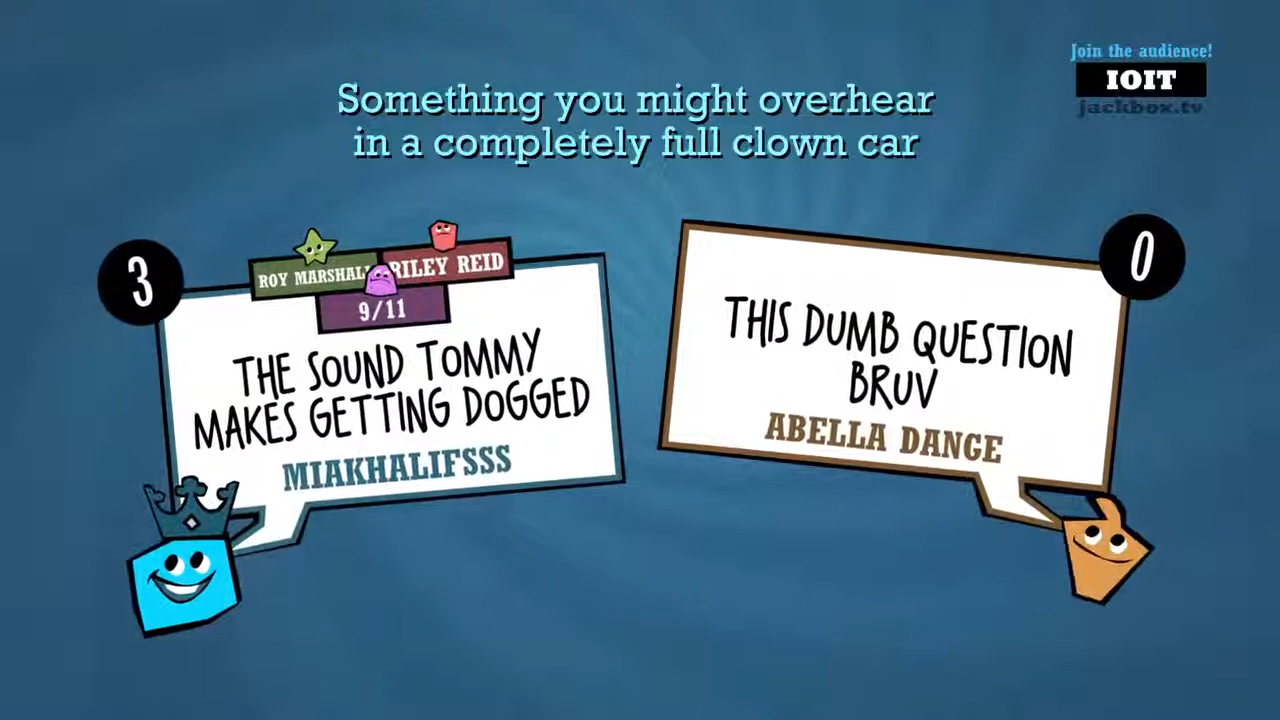 Join the audience!
IOIT
jackbox.tv
Something you might overhear
in a completely full clown car
3
ROY MARSHAL
RILEY REID
9/11
THE SOUND TOMMY
MAKES GETTING DOGGED
MIAKHALIFSSS
0
THIS DUMB QUESTION
BRUV
ABELLA DANGE